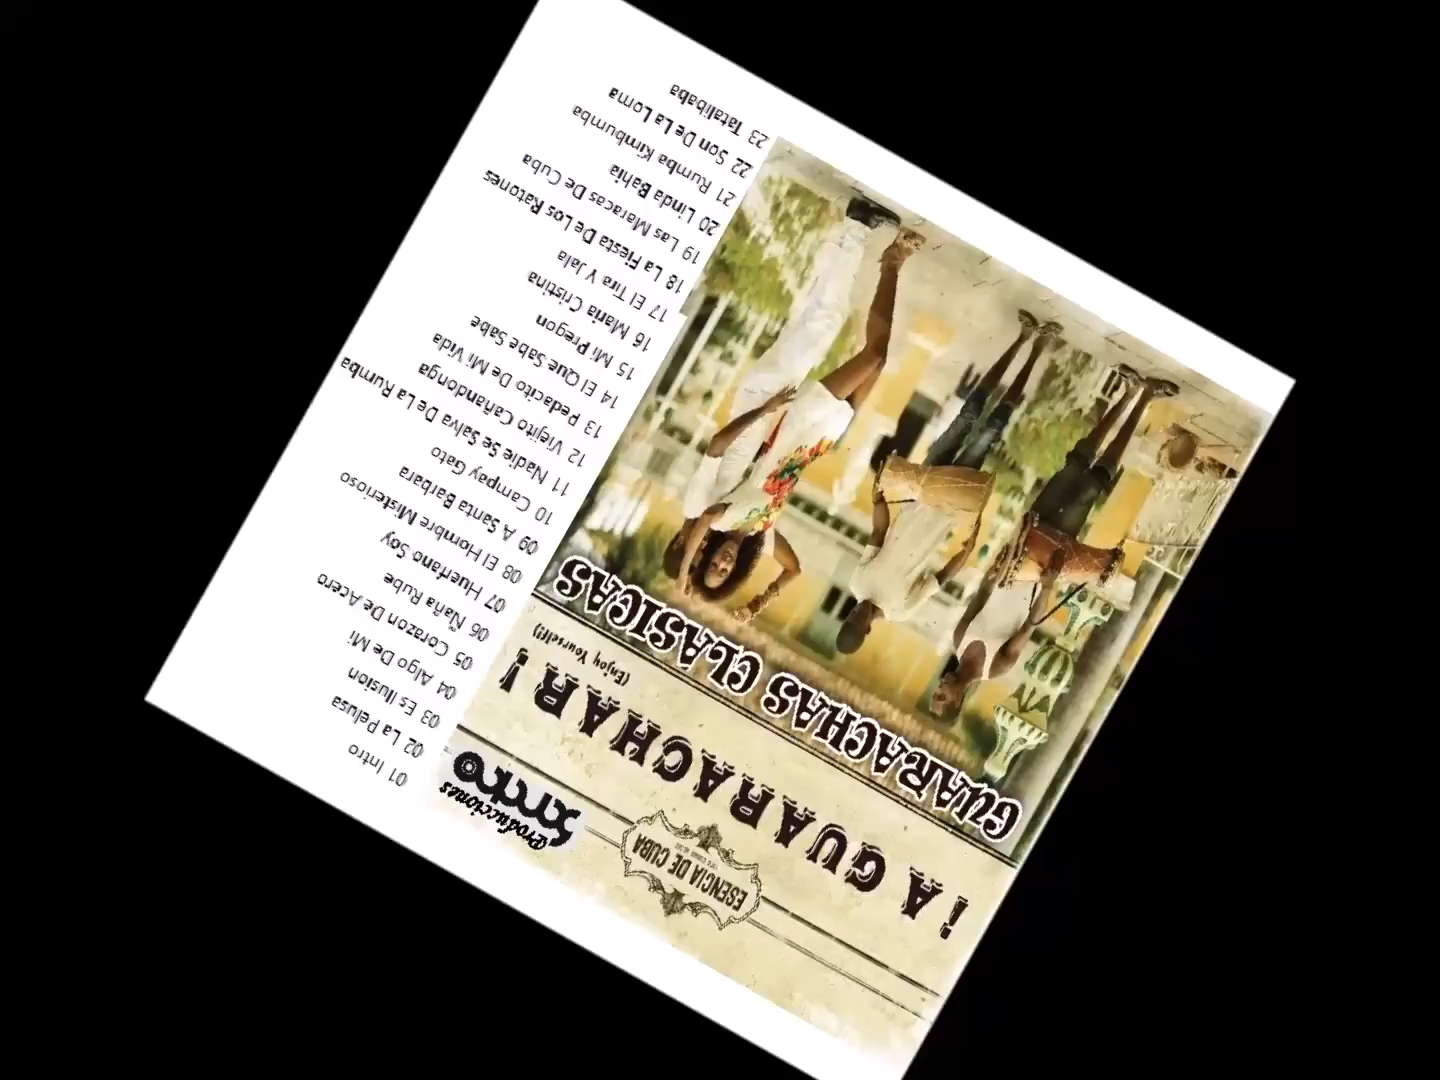 ¡A GUARACHAR!
(Enjoy Yourself!)
ESENCIA DE CUBA
Producciones
GUARACHAS CLASICAS
01 Intro
02 La Pelusa
03 Es Ilusion
04 Algo De Mi
05 Corazon De Acero
06 Ñaña Rube
07 Huerfano Soy
08 El Hombre Misterioso
09 A Santa Barbara
10 Campay Gato
11 Nadie Se Salva De La Rumba
12 Viejito Cañandonga
13 Pedacito De Mi Vida
14 El Que Sabe Sabe
15 Mi Pregon
16 Maria Cristina
17 El Tira Y Jala
18 La Fiesta De Los Ratones
19 Las Maracas De Cuba
20 Linda Bahia
21 Rumba Kimbumba
22 Son De La Loma
23 Tatalibaba